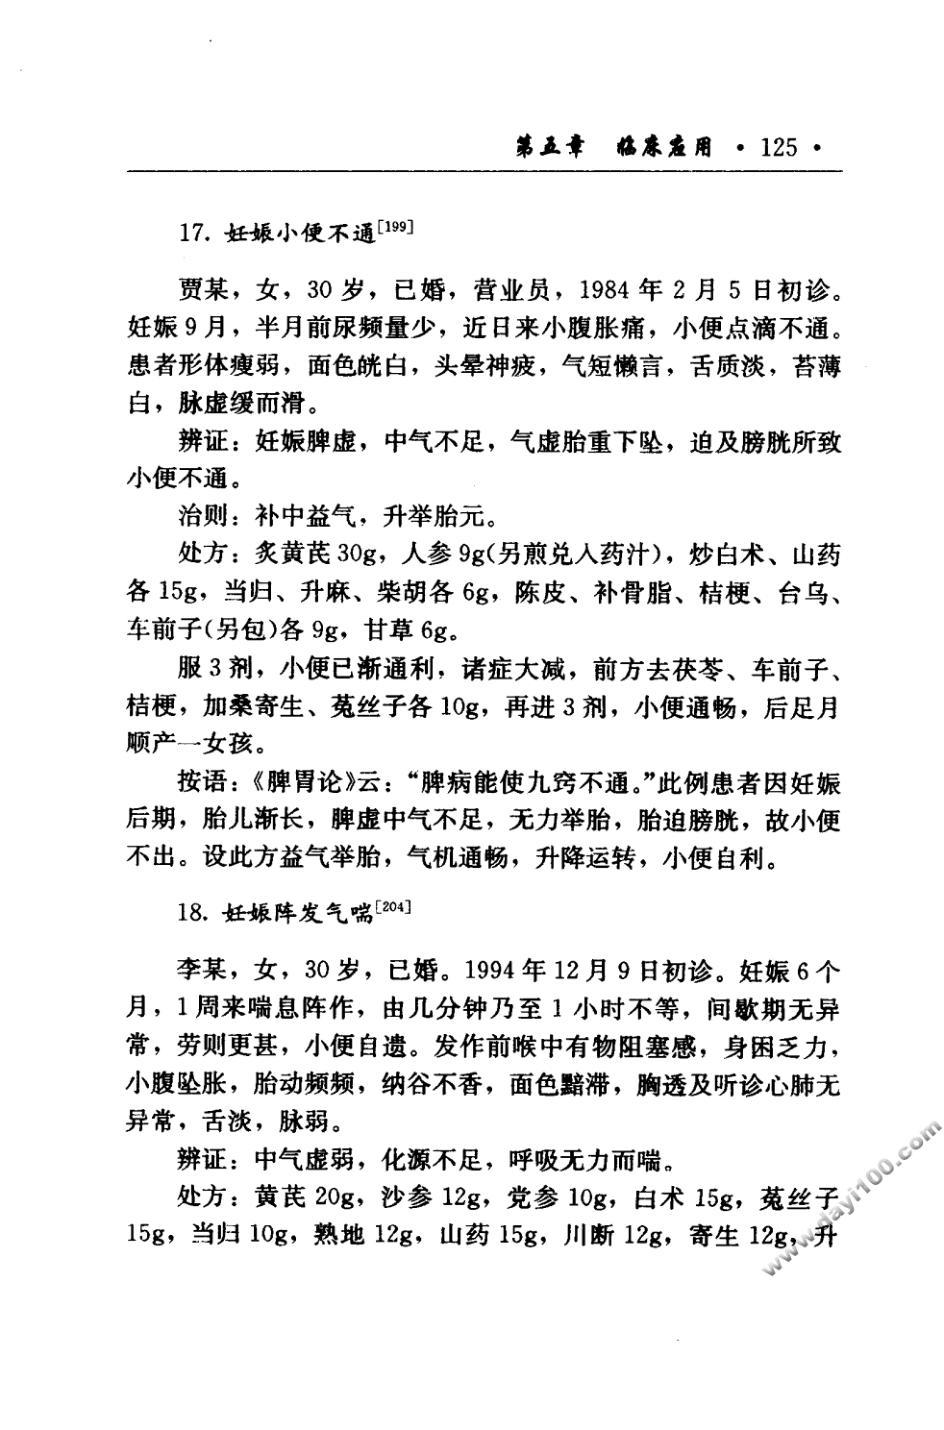 第五章 临床应用 · 125 ·
17. 妊娠小便不通[199]
贾某，女，30 岁，已婚，营业员，1984 年 2 月 5 日初诊。
妊娠 9 月，半月前尿频量少，近日来小腹胀痛，小便点滴不通。
患者形体瘦弱，面色㿠白，头晕神疲，气短懒言，舌质淡，苔薄
白，脉虚缓而滑。
辨证：妊娠脾虚，中气不足，气虚胎重下坠，迫及膀胱所致
小便不通。
治则：补中益气，升举胎元。
处方：炙黄芪 30g，人参 9g(另煎兑入药汁)，炒白术、山药
各 15g，当归、升麻、柴胡各 6g，陈皮、补骨脂、桔梗、台乌、
车前子(另包)各 9g，甘草 6g。
服 3 剂，小便已渐通利，诸症大减，前方去茯苓、车前子、
桔梗，加桑寄生、菟丝子各 10g，再进 3 剂，小便通畅，后足月
顺产一女孩。
按语：《脾胃论》云：“脾病能使九窍不通。”此例患者因妊娠
后期，胎儿渐长，脾虚中气不足，无力举胎，胎迫膀胱，故小便
不出。设此方益气举胎，气机通畅，升降运转，小便自利。
18. 妊娠阵发气喘[204]
李某，女，30 岁，已婚。1994 年 12 月 9 日初诊。妊娠 6 个
月，1 周来喘息阵作，由几分钟乃至 1 小时不等，间歇期无异
常，劳则更甚，小便自遗。发作前喉中有物阻塞感，身困乏力，
小腹坠胀，胎动频频，纳谷不香，面色黯滞，胸透及听诊心肺无
异常，舌淡，脉弱。
辨证：中气虚弱，化源不足，呼吸无力而喘。
处方：黄芪 20g，沙参 12g，党参 10g，白术 15g，菟丝子
15g，当归 10g，熟地 12g，山药 15g，川断 12g，寄生 12g，升
www.dayi100.com